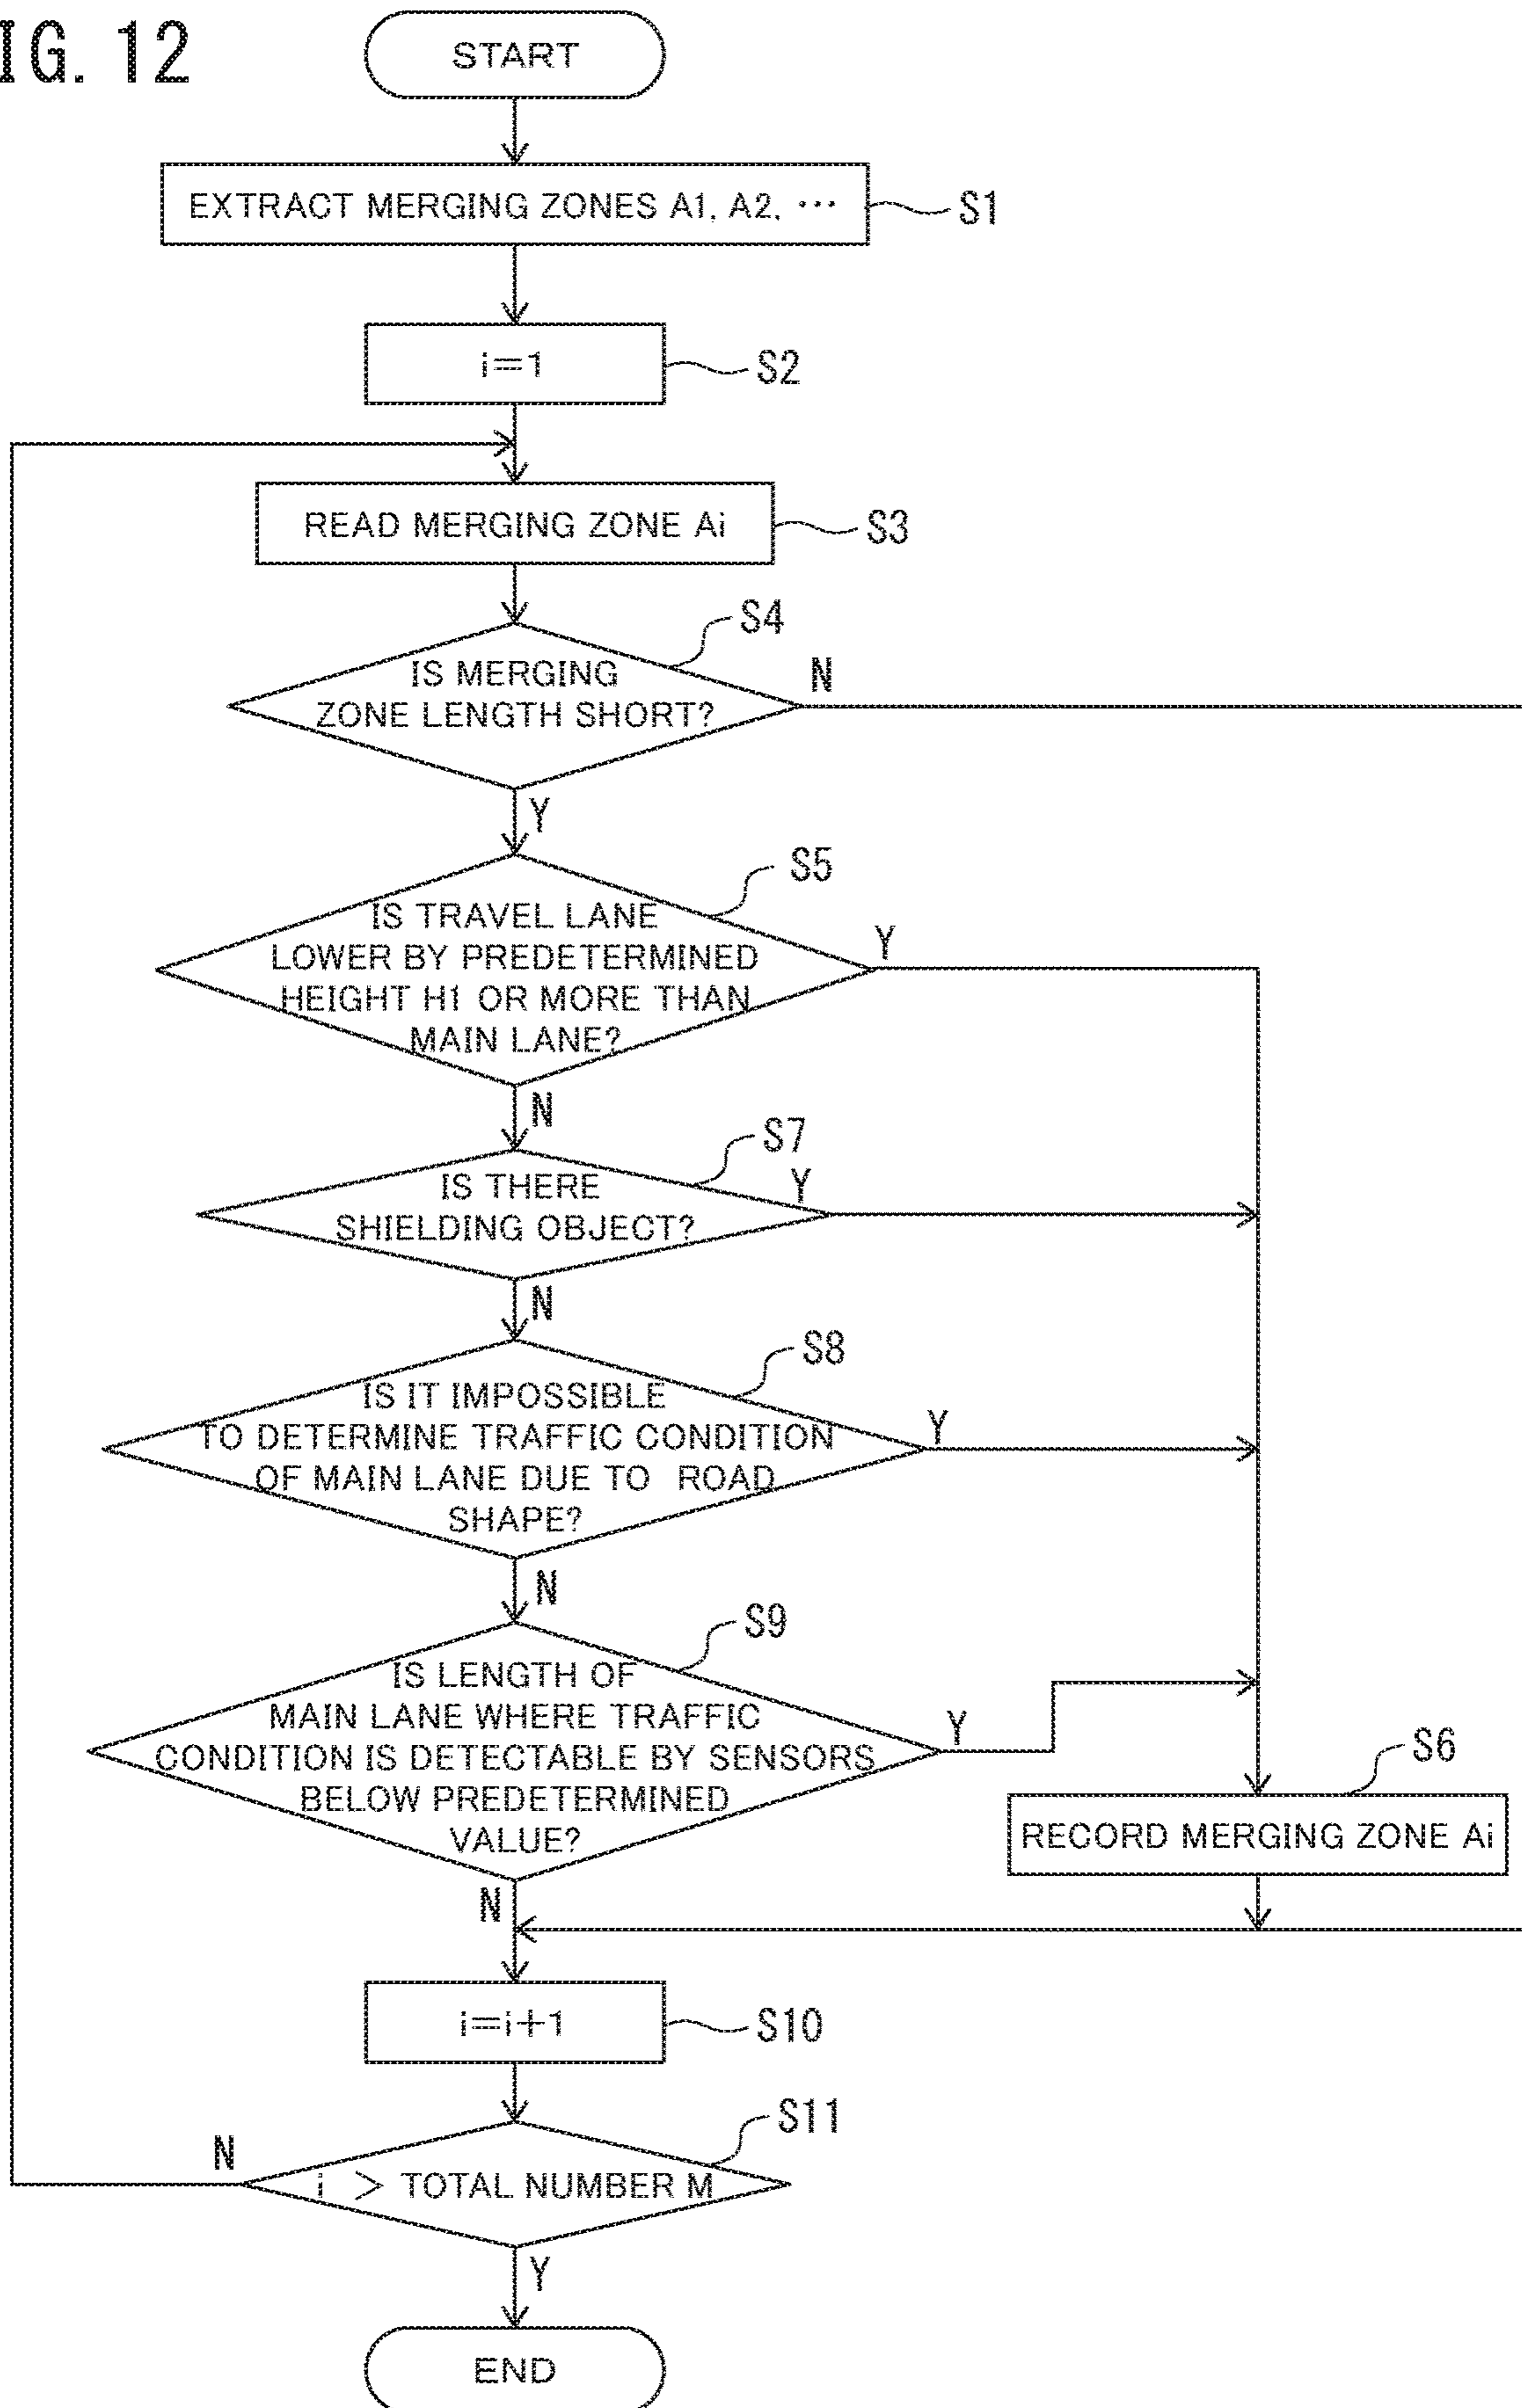 IG. 12
START
EXTRACT MERGING ZONES A1, A2, ···
S1
i=1
S2
READ MERGING ZONE Ai
S3
S4
IS MERGING
ZONE LENGTH SHORT?
N
Y
S5
IS TRAVEL LANE
LOWER BY PREDETERMINED
HEIGHT H1 OR MORE THAN
MAIN LANE?
Y
N
S7
IS THERE
SHIELDING OBJECT?
Y
N
S8
IS IT IMPOSSIBLE
TO DETERMINE TRAFFIC CONDITION
OF MAIN LANE DUE TO ROAD
SHAPE?
Y
N
S9
IS LENGTH OF
MAIN LANE WHERE TRAFFIC
CONDITION IS DETECTABLE BY SENSORS
BELOW PREDETERMINED
VALUE?
Y
N
S6
RECORD MERGING ZONE Ai
i=i+1
S10
S11
i > TOTAL NUMBER M
N
Y
END